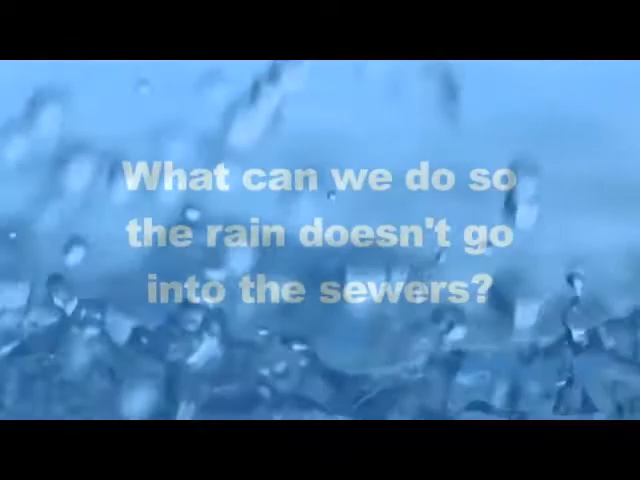 What can we do so
the rain doesn't go
into the sewers?